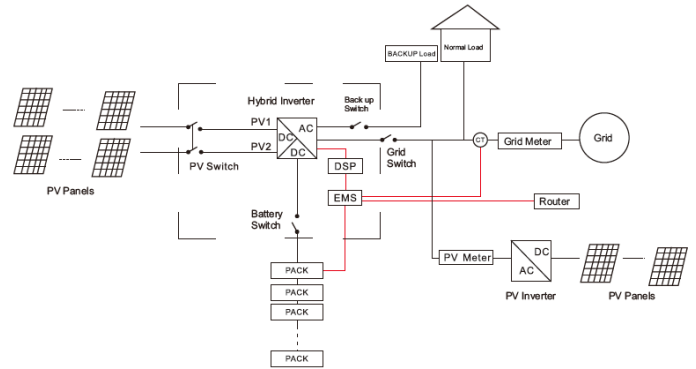 BACKUP Load
Normal Load
Hybrid Inverter
Back up
Switch
PV1
PV2
AC
DC
DC
PV Switch
PV Panels
Grid
Switch
CT
Grid Meter
Grid
DSP
EMS
Router
Battery
Switch
PACK
PACK
PACK
PACK
PV Meter
DC
AC
PV Inverter
PV Panels